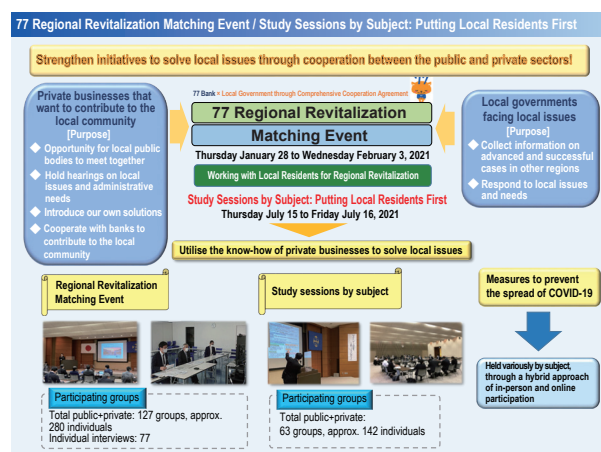 77 Regional Revitalization Matching Event / Study Sessions by Subject: Putting Local Residents First
Strengthen initiatives to solve local issues through cooperation between the public and private sectors!
Private businesses that
want to contribute to the
local community
[Purpose]
◆ Opportunity for local public
bodies to meet together
◆ Hold hearings on local
issues and administrative
needs
◆ Introduce our own solutions
◆ Cooperate with banks to
contribute to the local
community
77
77 Bank × Local Government through Comprehensive Cooperation Agreement
77 Regional Revitalization
Matching Event
Thursday January 28 to Wednesday February 3, 2021
Working with Local Residents for Regional Revitalization
Study Sessions by Subject: Putting Local Residents First
Thursday July 15 to Friday July 16, 2021
Local governments
facing local issues
[Purpose]
◆ Collect information on
advanced and successful
cases in other regions
◆ Respond to local issues
and needs
Utilise the know-how of private businesses to solve local issues
Regional Revitalization
Matching Event
Study sessions by subject
Measures to prevent
the spread of COVID-19
Held variously by subject,
through a hybrid approach
of in-person and online
participation
Participating groups
Total public+private: 127 groups, approx.
280 individuals
Individual interviews: 77
Participating groups
Total public+private:
63 groups, approx. 142 individuals